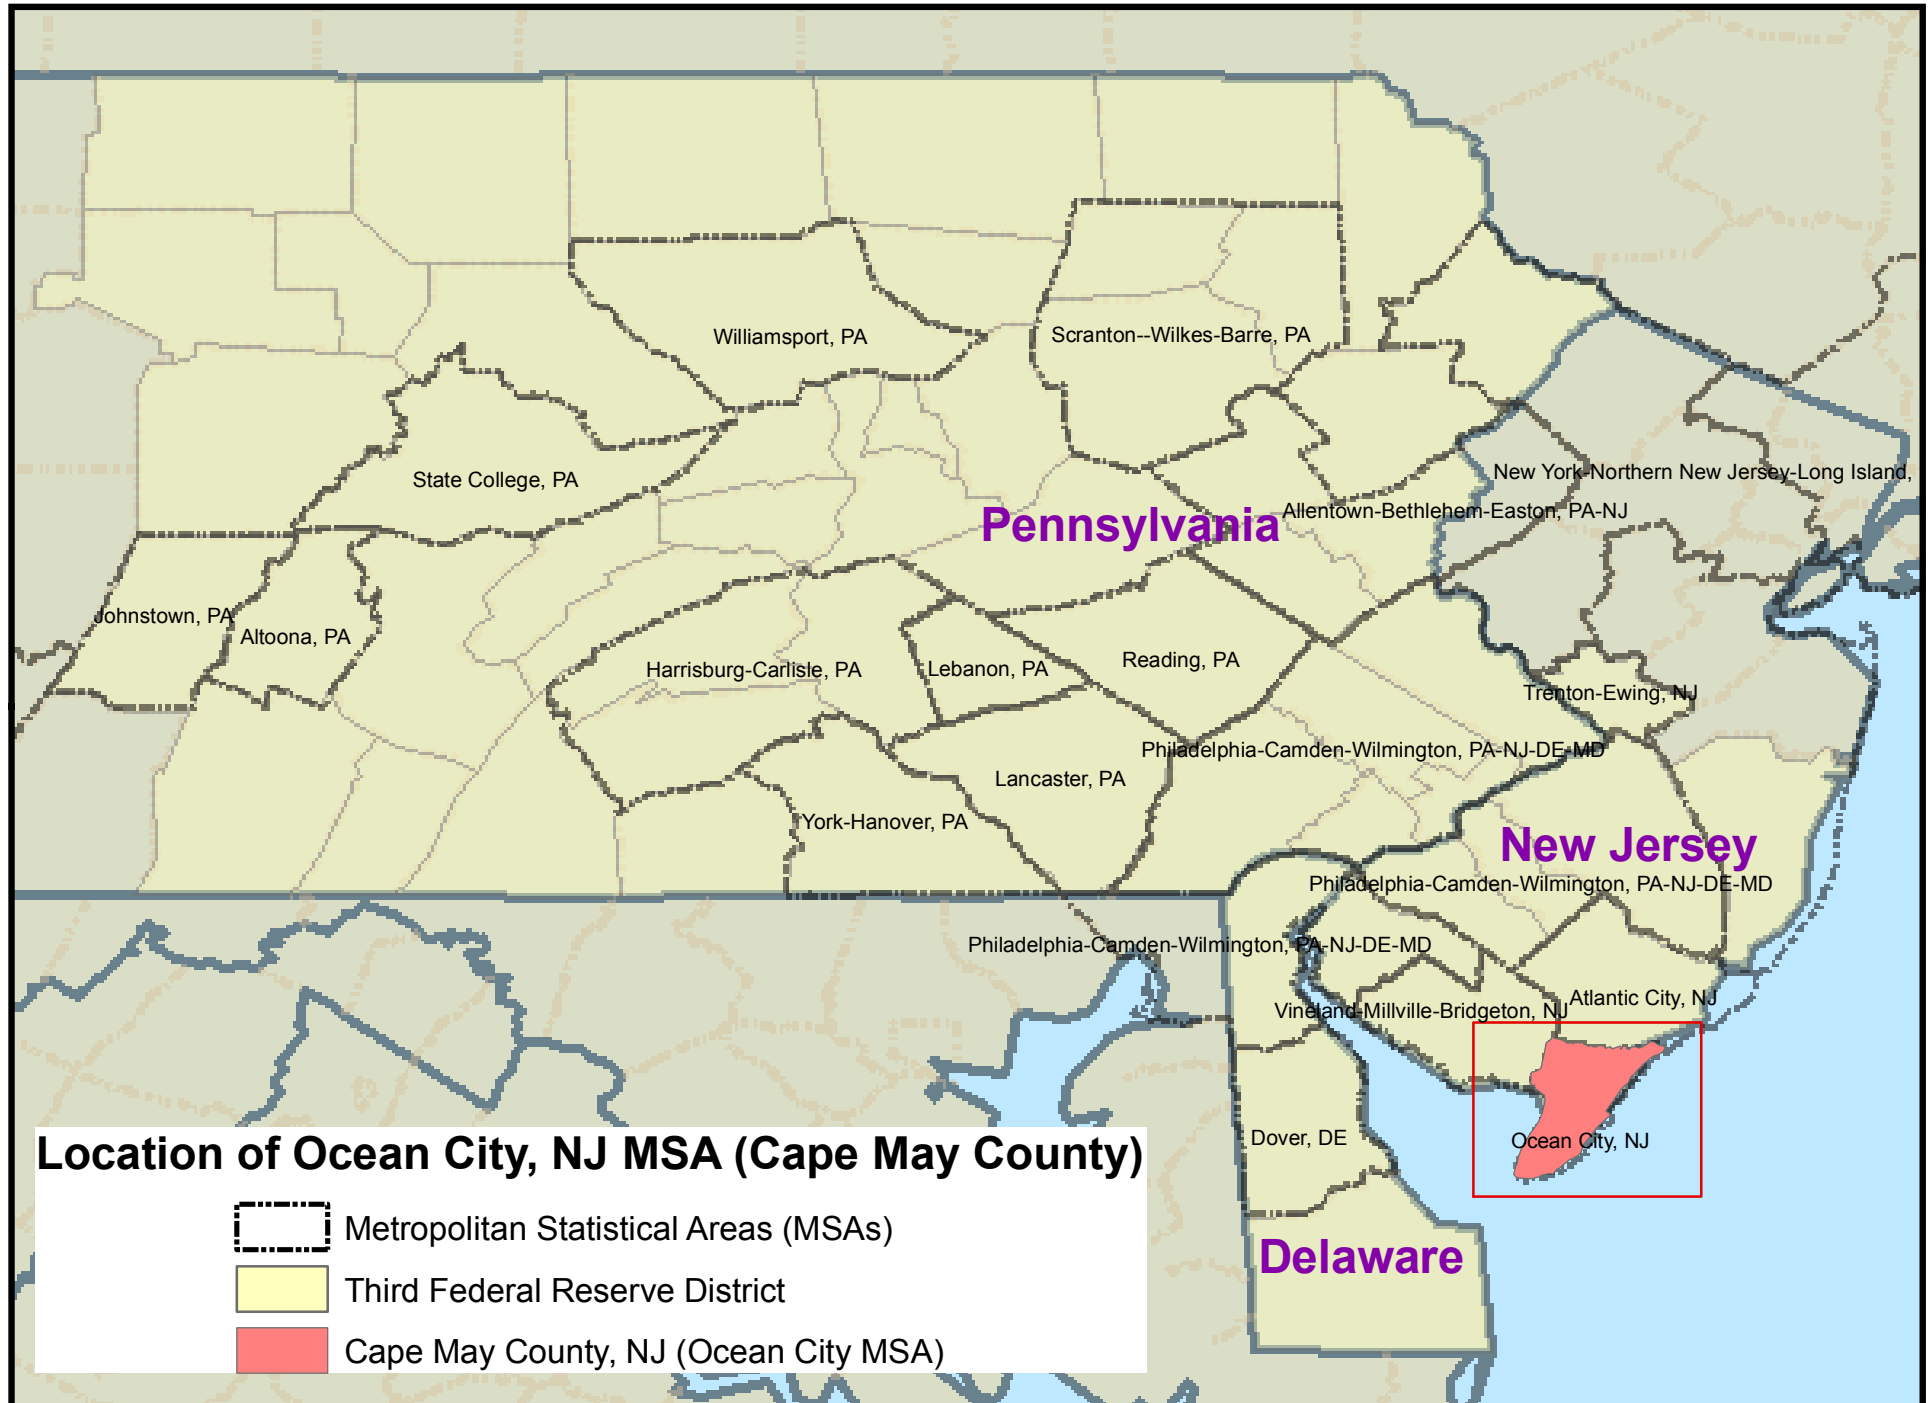 Williamsport, PA
Scranton--Wilkes-Barre, PA
State College, PA
New York-Northern New Jersey-Long Island,
Allentown-Bethlehem-Easton, PA-NJ
Pennsylvania
Johnstown, PA
Altoona, PA
Harrisburg-Carlisle, PA
Lebanon, PA
Reading, PA
Trenton-Ewing, NJ
Philadelphia-Camden-Wilmington, PA-NJ-DE-MD
Lancaster, PA
York-Hanover, PA
New Jersey
Philadelphia-Camden-Wilmington, PA-NJ-DE-MD
Philadelphia-Camden-Wilmington, PA-NJ-DE-MD
Atlantic City, NJ
Vineland-Millville-Bridgeton, NJ
Dover, DE
Ocean City, NJ
Delaware
Location of Ocean City, NJ MSA (Cape May County)
Metropolitan Statistical Areas (MSAs)
Third Federal Reserve District
Cape May County, NJ (Ocean City MSA)